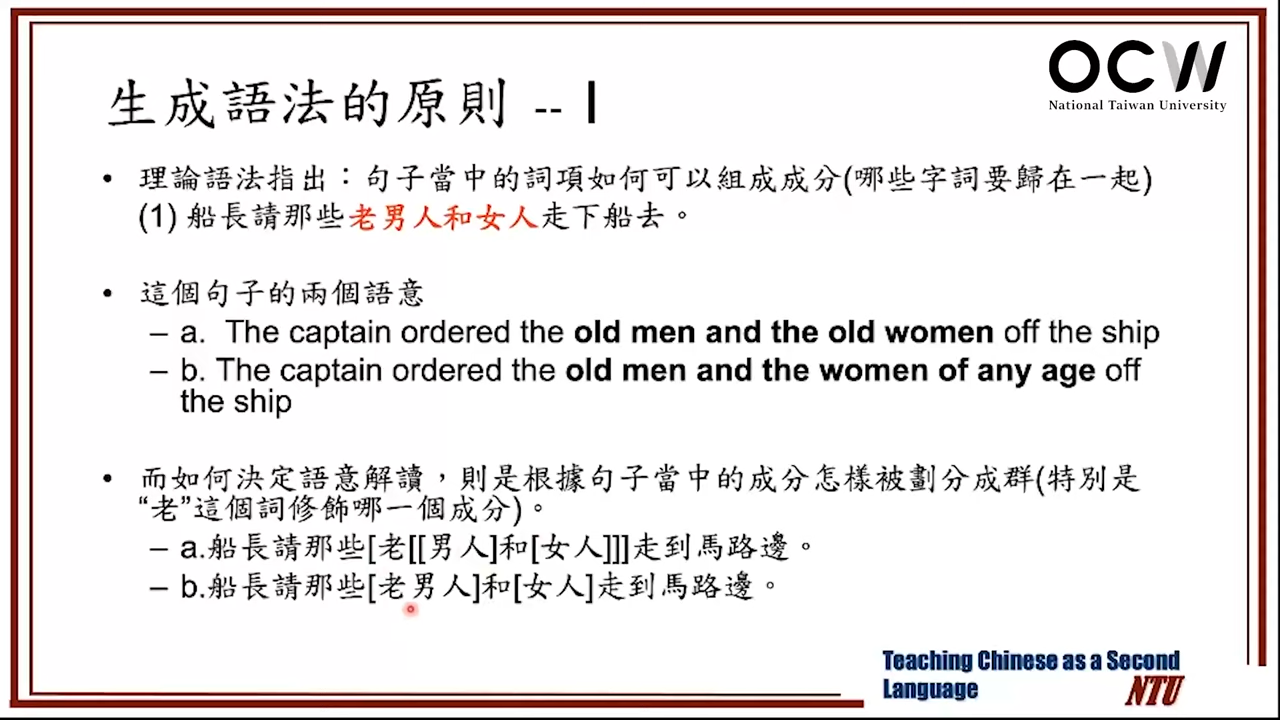 OCW
National Taiwan University
生成語法的原則 -- I
• 理論語法指出：句子當中的詞項如何可以組成成分(哪些字詞要歸在一起)
(1) 船長請那些老男人和女人走下船去。
• 這個句子的兩個語意
– a. The captain ordered the old men and the old women off the ship
– b. The captain ordered the old men and the women of any age off
the ship
• 而如何決定語意解讀，則是根據句子當中的成分怎樣被劃分成群(特別是
“老”這個詞修飾哪一個成分)。
– a.船長請那些[老[[男人]和[女人]]]走到馬路邊。
– b.船長請那些[老男人]和[女人]走到馬路邊。
Teaching Chinese as a Second
Language
NTU